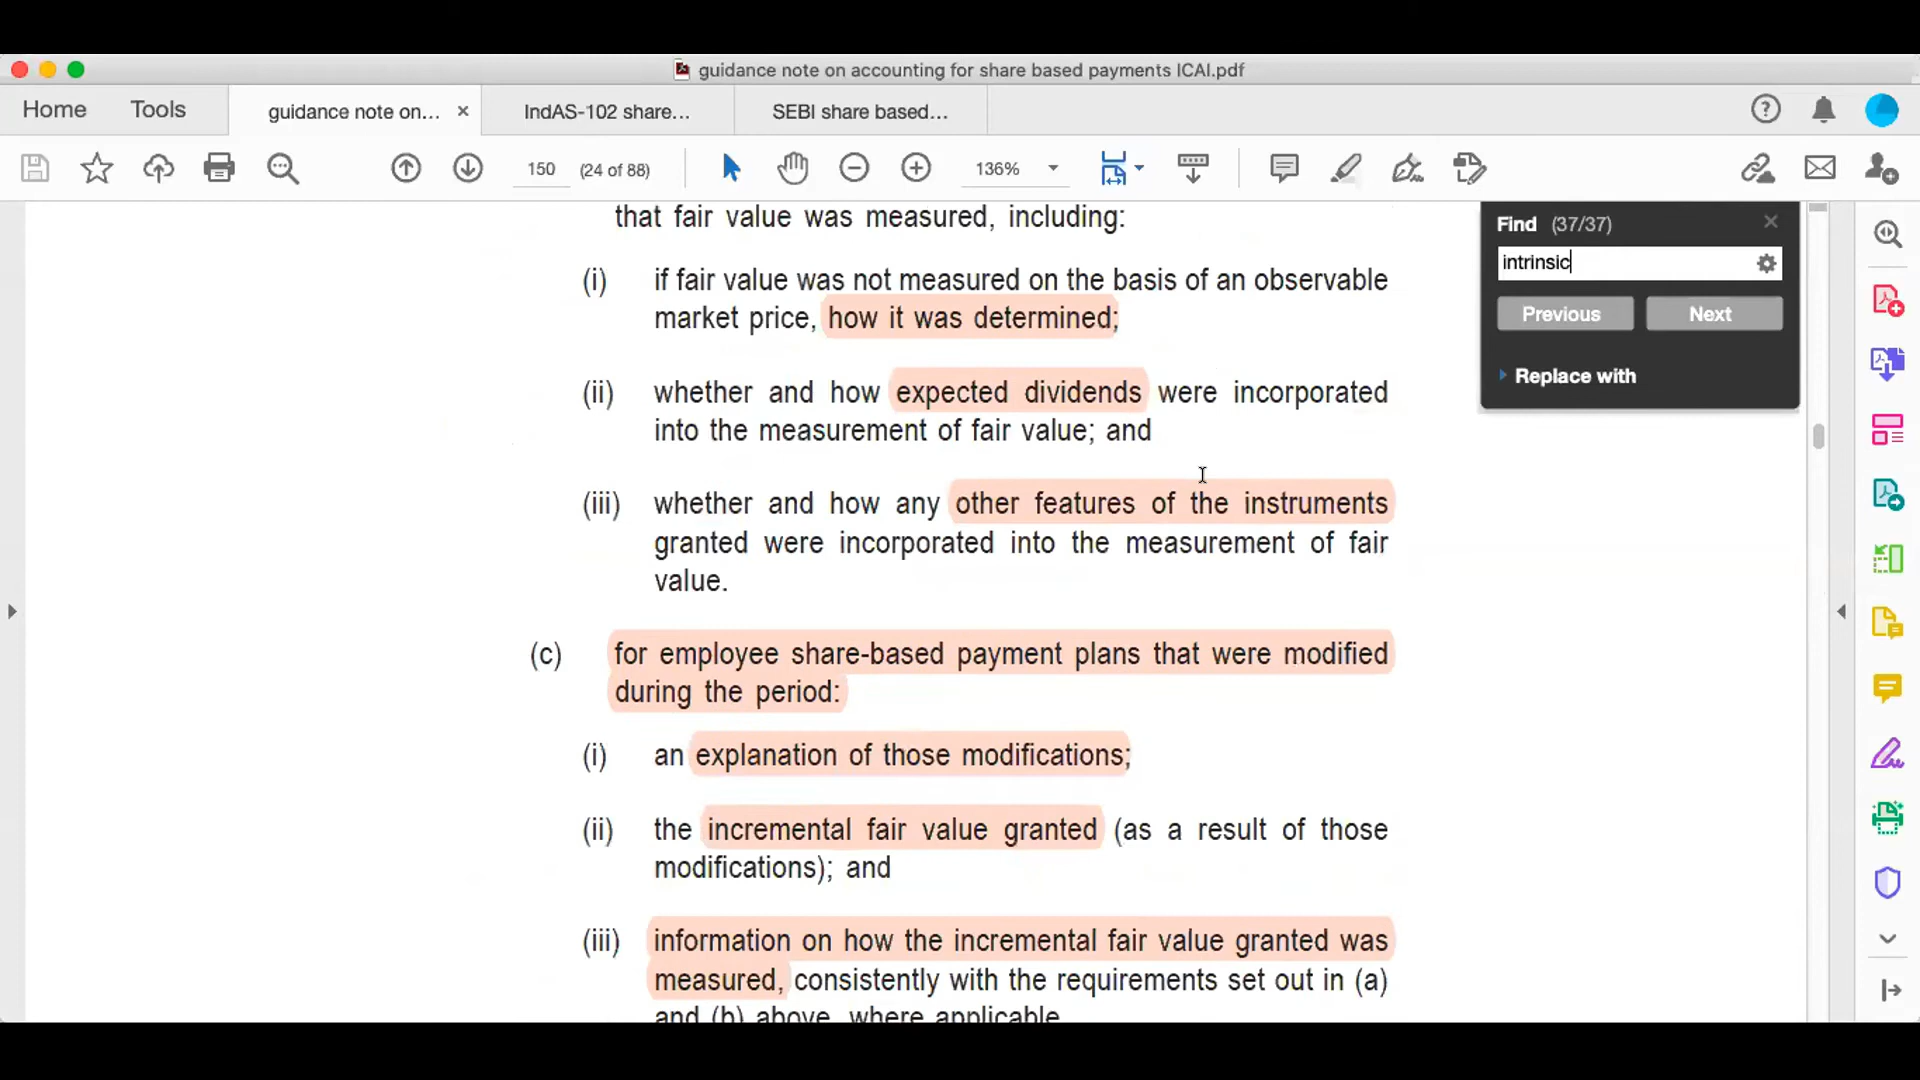 guidance note on accounting for share based payments ICAI.pdf
Home
Tools
guidance note on...
×
IndAS-102 share...
SEBI share based...
150
(24 of 88)
136%
that fair value was measured, including:
(i) if fair value was not measured on the basis of an observable
market price, how it was determined;
(ii) whether and how expected dividends were incorporated
into the measurement of fair value; and
(iii) whether and how any other features of the instruments
granted were incorporated into the measurement of fair
value.
(c) for employee share-based payment plans that were modified
during the period:
(i) an explanation of those modifications;
(ii) the incremental fair value granted (as a result of those
modifications); and
(iii) information on how the incremental fair value granted was
measured, consistently with the requirements set out in (a)
and (b) above, where applicable
Find (37/37)
×
intrinsic
Previous
Next
Replace with